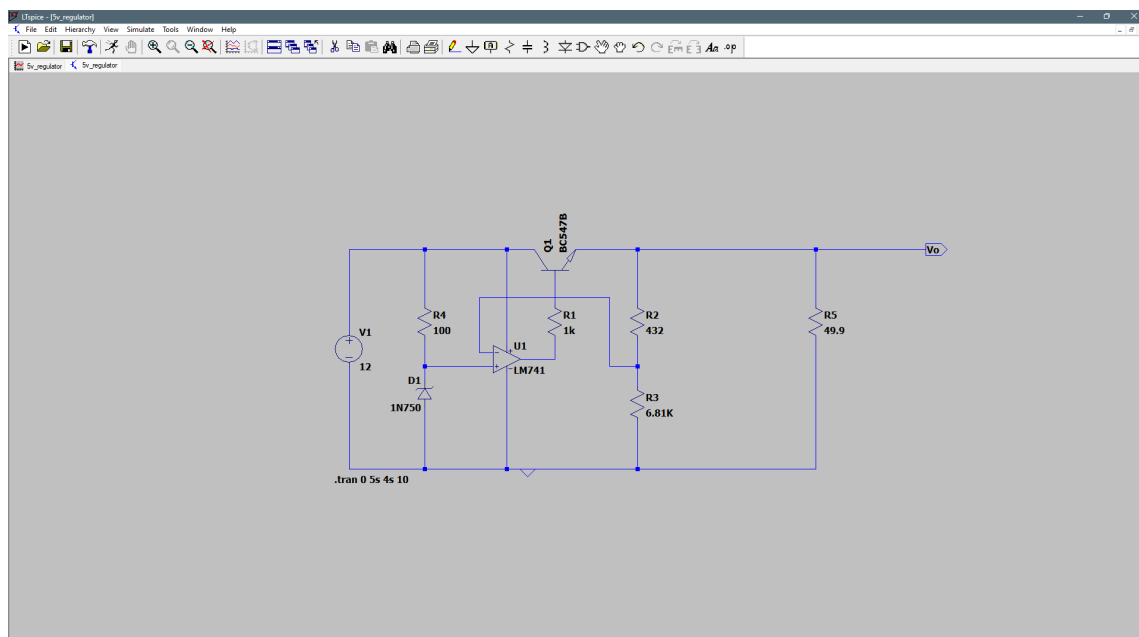 LTspice - [5v_regulator]
File Edit Hierarchy View Simulate Tools Window Help
Aa .op
5v_regulator 5v_regulator
Q1
BC547B
Vo
R4
100
R1
1k
R2
432
R5
49.9
V1
12
U1
LM741
D1
1N750
R3
6.81K
.tran 0 5s 4s 10